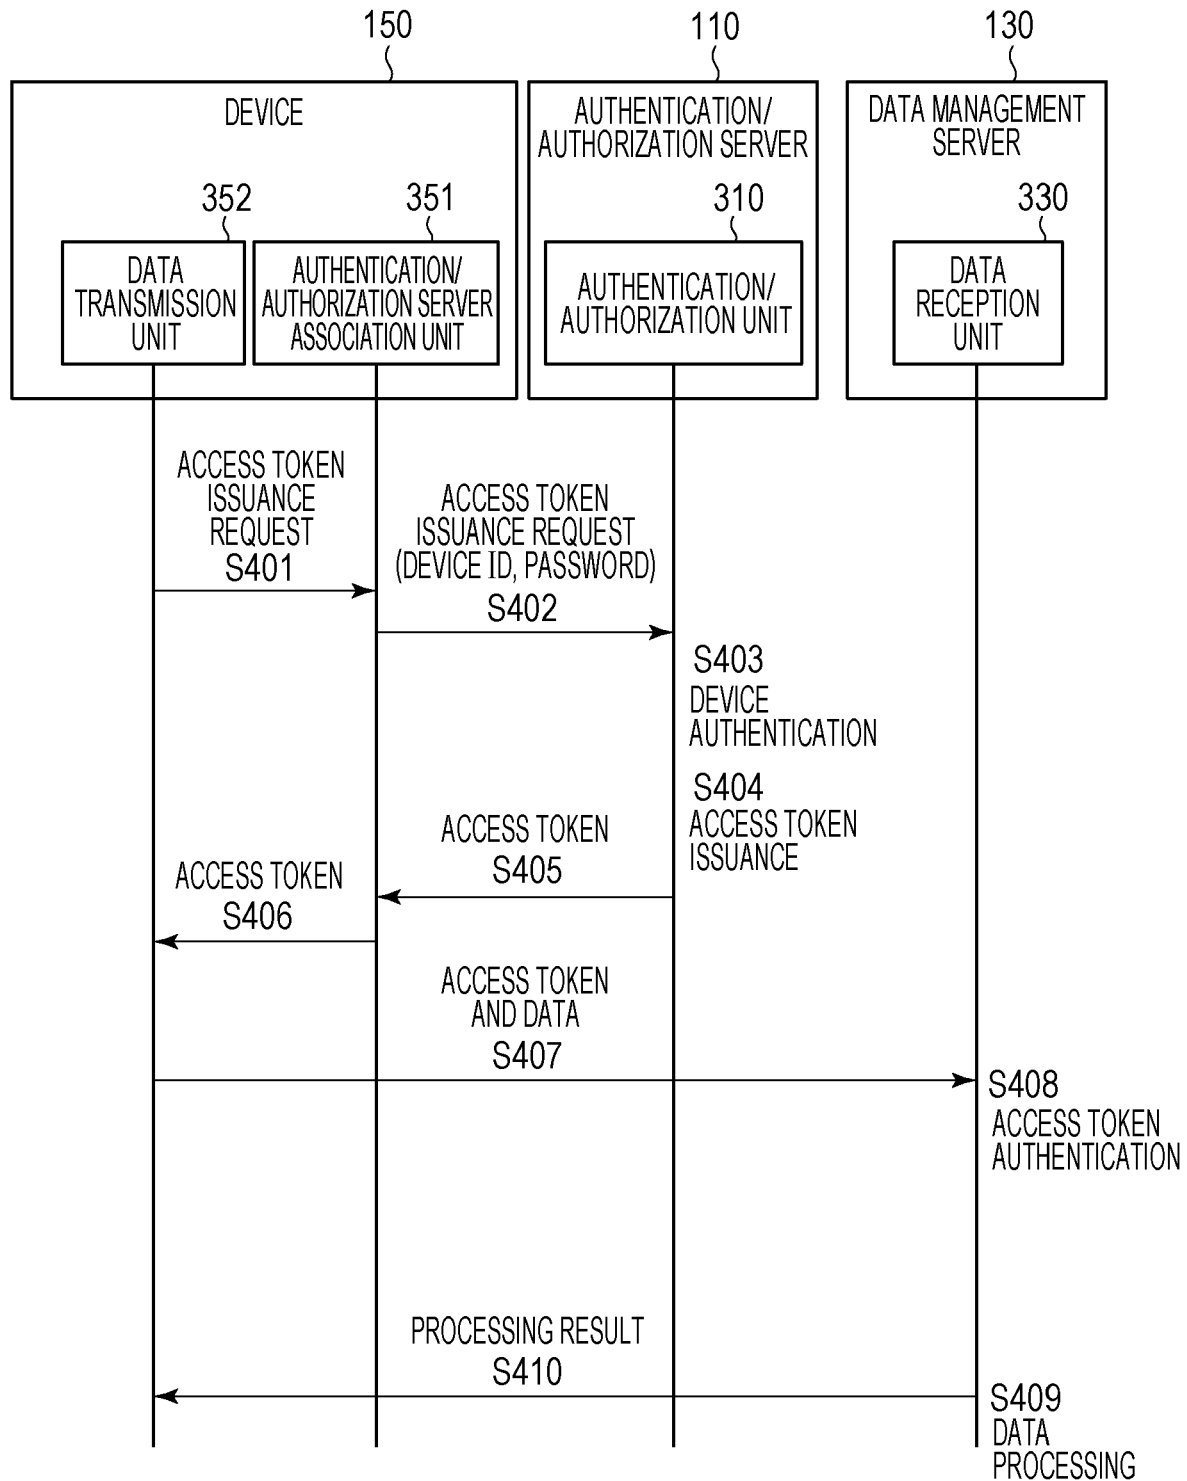 150
110
130
DEVICE
AUTHENTICATION/
AUTHORIZATION SERVER
DATA MANAGEMENT
SERVER
352
351
310
330
DATA
TRANSMISSION
UNIT
AUTHENTICATION/
AUTHORIZATION SERVER
ASSOCIATION UNIT
AUTHENTICATION/
AUTHORIZATION UNIT
DATA
RECEPTION
UNIT
ACCESS TOKEN
ISSUANCE
REQUEST
S401
ACCESS TOKEN
ISSUANCE REQUEST
(DEVICE ID, PASSWORD)
S402
S403
DEVICE
AUTHENTICATION
S404
ACCESS TOKEN
ISSUANCE
ACCESS TOKEN
S405
ACCESS TOKEN
S406
ACCESS TOKEN
AND DATA
S407
S408
ACCESS TOKEN
AUTHENTICATION
PROCESSING RESULT
S410
S409
DATA
PROCESSING